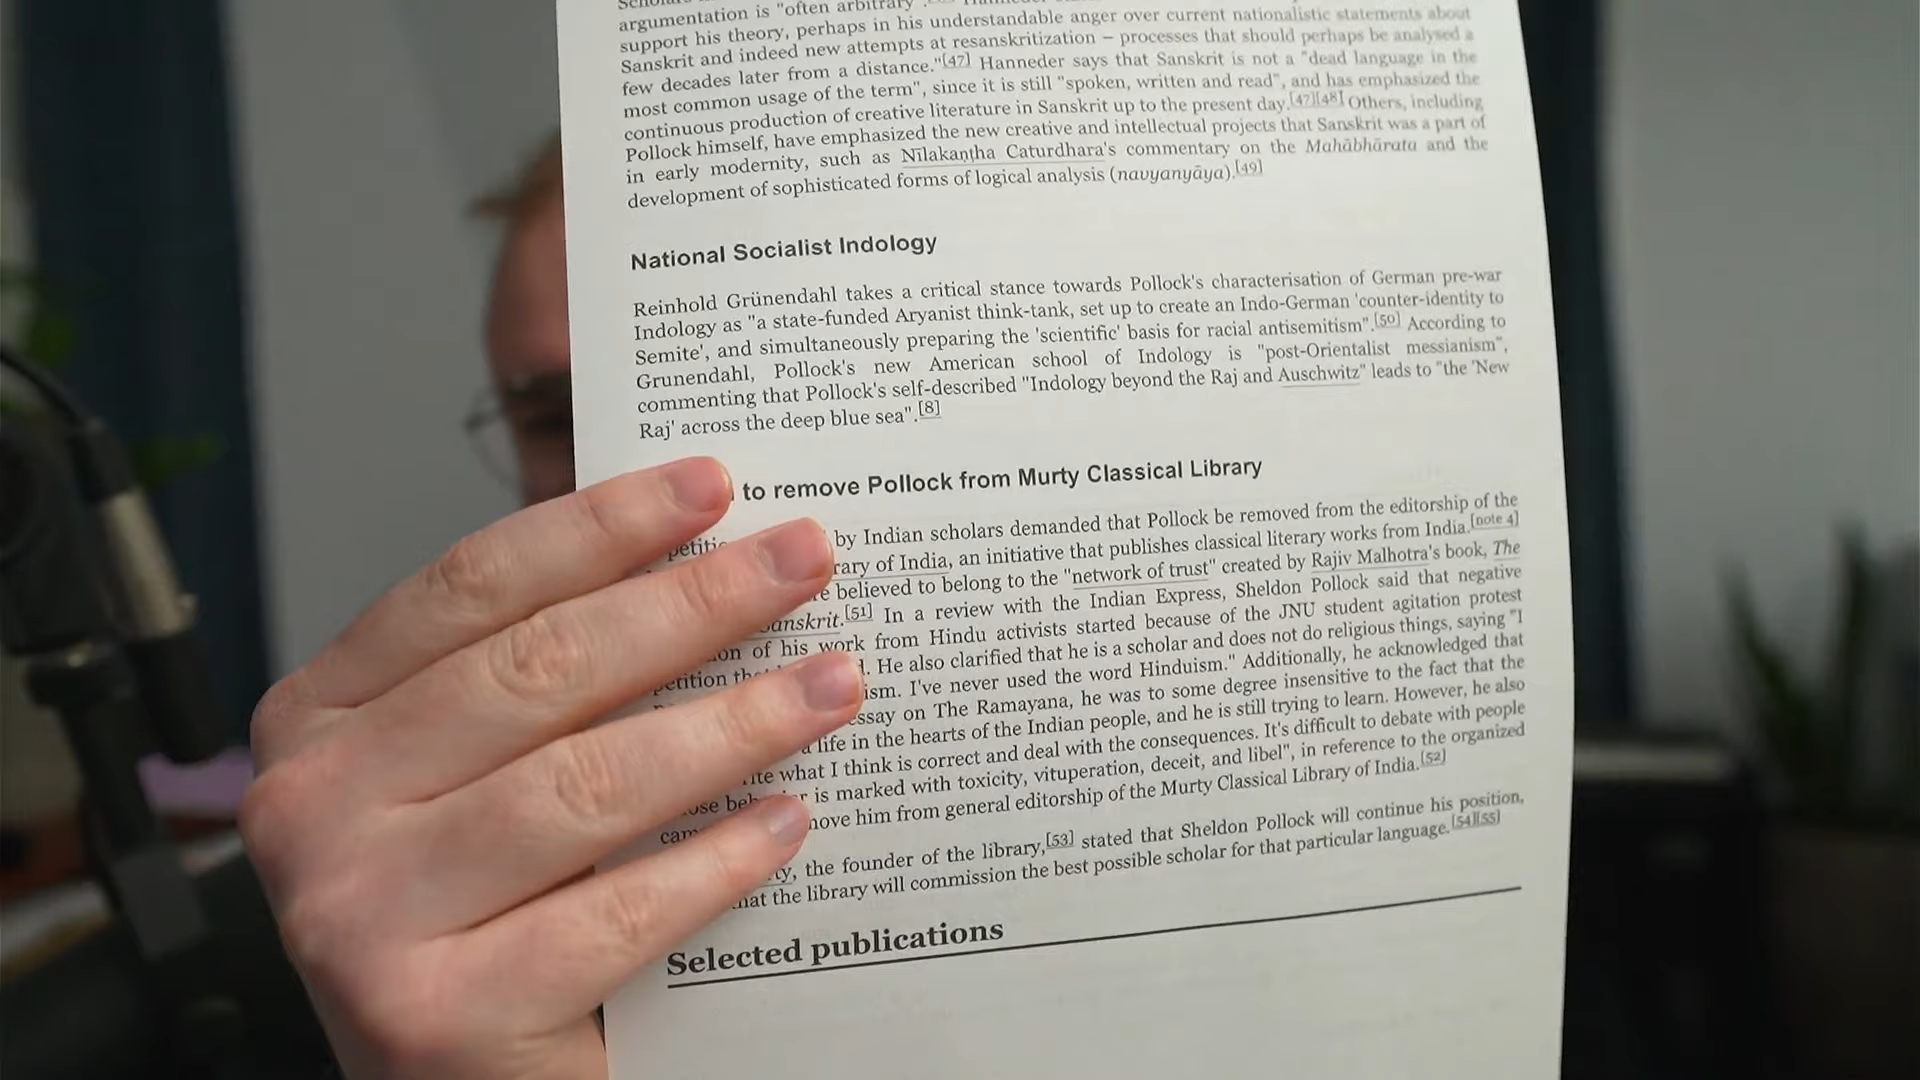 argumentation is "often arbitrary
support his theory, perhaps in his understandable anger over current nationalistic statements about
Sanskrit and indeed new attempts at resanskritization – processes that should perhaps be analysed a
few decades later from a distance."[47] Hanneder says that Sanskrit is not a "dead language in the
most common usage of the term", since it is still "spoken, written and read", and has emphasized the
continuous production of creative literature in Sanskrit up to the present day.[47][48] Others, including
Pollock himself, have emphasized the new creative and intellectual projects that Sanskrit was a part of
in early modernity, such as Nīlakaṇṭha Caturdhara's commentary on the Mahābhārata and the
development of sophisticated forms of logical analysis (navyanyāya).[49]
National Socialist Indology
Reinhold Grünendahl takes a critical stance towards Pollock's characterisation of German pre-war
Indology as "a state-funded Aryanist think-tank, set up to create an Indo-German 'counter-identity to
Semite', and simultaneously preparing the 'scientific' basis for racial antisemitism".[50] According to
Grunendahl, Pollock's new American school of Indology is "post-Orientalist messianism",
commenting that Pollock's self-described "Indology beyond the Raj and Auschwitz" leads to "the 'New
Raj' across the deep blue sea".[8]
to remove Pollock from Murty Classical Library
by Indian scholars demanded that Pollock be removed from the editorship of the
of India, an initiative that publishes classical literary works from India.[note 4]
believed to belong to the "network of trust" created by Rajiv Malhotra's book, The
[51] In a review with the Indian Express, Sheldon Pollock said that negative
of his work from Hindu activists started because of the JNU student agitation protest
He also clarified that he is a scholar and does not do religious things, saying "I
I've never used the word Hinduism." Additionally, he acknowledged that
on The Ramayana, he was to some degree insensitive to the fact that the
life in the hearts of the Indian people, and he is still trying to learn. However, he also
what I think is correct and deal with the consequences. It's difficult to debate with people
is marked with toxicity, vituperation, deceit, and libel", in reference to the organized
him from general editorship of the Murty Classical Library of India.[52]
the founder of the library,[53] stated that Sheldon Pollock will continue his position,
the library will commission the best possible scholar for that particular language.[54][55]
Selected publications